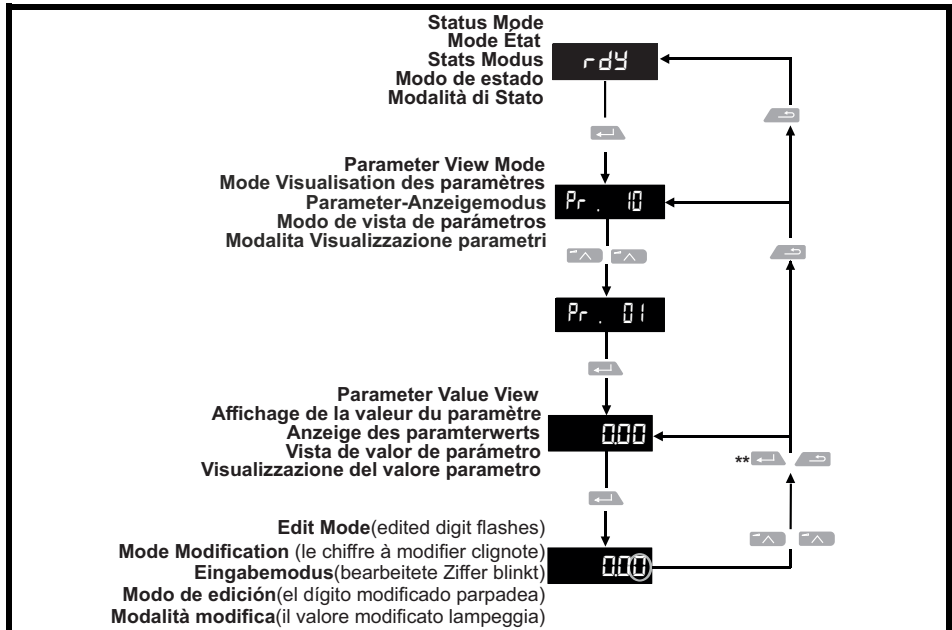 Status Mode
Mode État
Stats Modus
Modo de estado
Modalità di Stato
rdy
Parameter View Mode
Mode Visualisation des paramètres
Parameter-Anzeigemodus
Modo de vista de parámetros
Modalita Visualizzazione parametri
Pr. 10
Pr. 01
Parameter Value View
Affichage de la valeur du paramètre
Anzeige des paramterwerts
Vista de valor de parámetro
Visualizzazione del valore parametro
0.00
**
Edit Mode(edited digit flashes)
Mode Modification (le chiffre à modifier clignote)
Eingabemodus(bearbeitete Ziffer blinkt)
Modo de edición(el dígito modificado parpadea)
Modalità modifica(il valore modificato lampeggia)
0.00